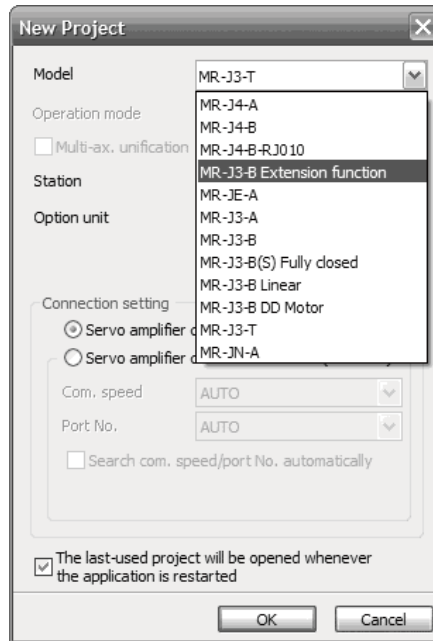 New Project
Model
MR-J3-T
MR-J4-A
Operation mode
MR-J4-B
Multi-ax. unification
MR-J4-B-RJ010
MR-J3-B Extension function
Station
MR-JE-A
Option unit
MR-J3-A
MR-J3-B
MR-J3-B(S) Fully closed
MR-J3-B Linear
MR-J3-B DD Motor
MR-J3-T
MR-JN-A
Connection setting
Servo amplifier
Servo amplifier
Com. speed
AUTO
Port No.
AUTO
Search com. speed/port No. automatically
The last-used project will be opened whenever
the application is restarted
OK
Cancel